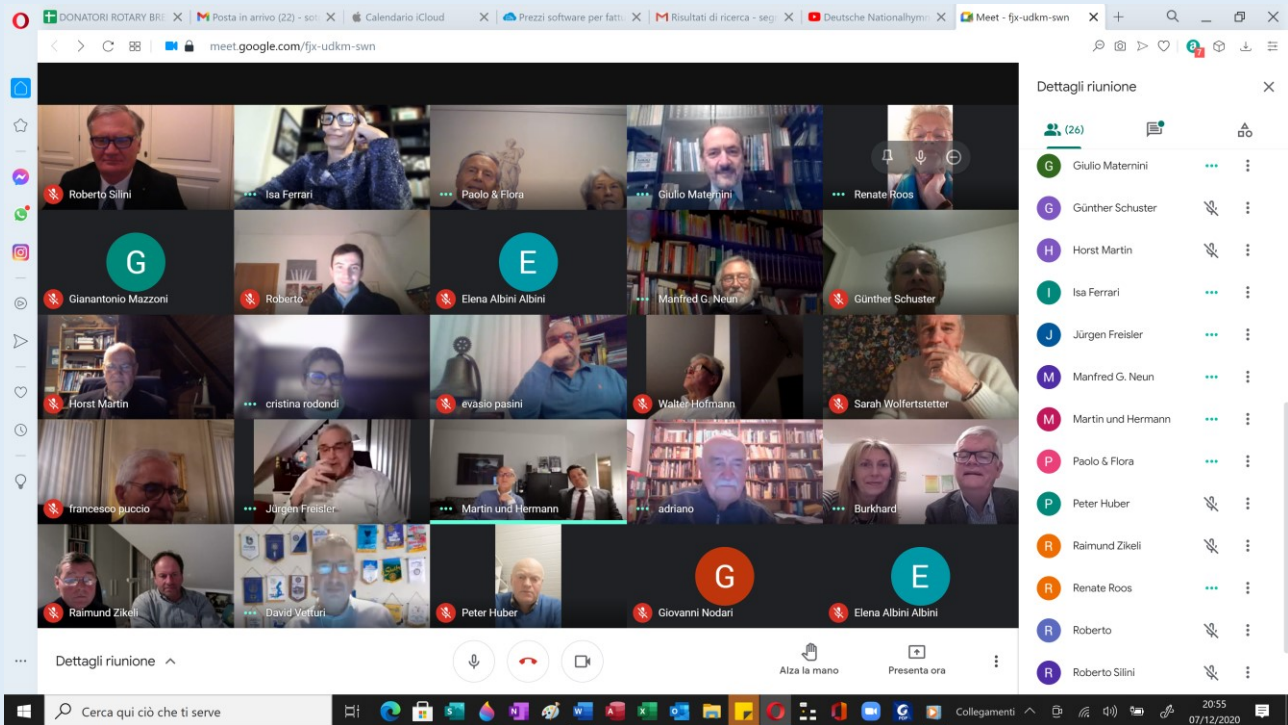 DONATORI ROTARY BRE
Posta in arrivo (22) - sot
Calendario iCloud
Prezzi software per fattu
Risultati di ricerca - seg
Deutsche Nationalhymn
Meet - fjx-udkm-swn
meet.google.com/fjx-udkm-swn
7
Dettagli riunione
(26)
Roberto Silini
Isa Ferrari
Paolo & Flora
Giulio Maternini
Renate Roos
G
Gianantonio Mazzoni
Roberto
E
Elena Albini Albini
Manfred G. Neun
Günther Schuster
Horst Martin
cristina rodondi
evasio pasini
Walter Hofmann
Sarah Wolfertstetter
francesco puccio
Jürgen Freisler
Martin und Hermann
adriano
Burkhard
Raimund Zikeli
David Vetturi
Peter Huber
G
Giovanni Nodari
E
Elena Albini Albini
G Giulio Maternini
G Günther Schuster
H Horst Martin
I Isa Ferrari
J Jürgen Freisler
M Manfred G. Neun
M Martin und Hermann
P Paolo & Flora
P Peter Huber
R Raimund Zikeli
R Renate Roos
R Roberto
R Roberto Silini
Dettagli riunione
Alza la mano
Presenta ora
Cerca qui ciò che ti serve
Collegamenti
20:55
07/12/2020